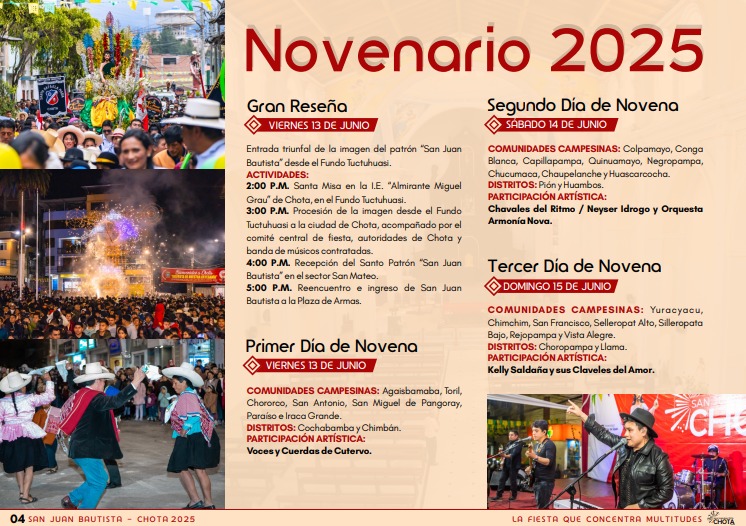 Novenario 2025
Gran Reseña
VIERNES 13 DE JUNIO
Entrada triunfal de la imagen del patrón “San Juan
Bautista” desde el Fundo Tuctuhuasi.
ACTIVIDADES:
2:00 P.M. Santa Misa en la I.E. “Almirante Miguel
Grau” de Chota, en el Fundo Tuctuhuasi.
3:00 P.M. Procesión de la imagen desde el Fundo
Tuctuhuasi a la ciudad de Chota, acompañado por el
comité central de fiesta, autoridades de Chota y
banda de músicos contratadas.
4:00 P.M. Recepción del Santo Patrón “San Juan
Bautista” en el sector San Mateo.
5:00 P.M. Reencuentro e ingreso de San Juan
Bautista a la Plaza de Armas.
Primer Día de Novena
VIERNES 13 DE JUNIO
COMUNIDADES CAMPESINAS: Agaisbamaba, Toril,
Chororco, San Antonio, San Miguel de Pangoray,
Paraíso e Iraca Grande.
DISTRITOS: Cochabamba y Chimbán.
PARTICIPACIÓN ARTÍSTICA:
Voces y Cuerdas de Cutervo.
Segundo Día de Novena
SÁBADO 14 DE JUNIO
COMUNIDADES CAMPESINAS: Colpamayo, Conga
Blanca, Capillapampa, Quinuamayo, Negropampa,
Chucumaca, Chaupelanche y Huascarcocha.
DISTRITOS: Pión y Huambos.
PARTICIPACIÓN ARTÍSTICA:
Chavales del Ritmo / Neyser Idrogo y Orquesta
Armonía Nova.
Tercer Día de Novena
DOMINGO 15 DE JUNIO
COMUNIDADES CAMPESINAS: Yuracyacu,
Chimchim, San Francisco, Selleropat Alto, Silleropata
Bajo, Rejopampa y Vista Alegre.
DISTRITOS: Choropampa y Llama.
PARTICIPACIÓN ARTÍSTICA:
Kelly Saldaña y sus Claveles del Amor.
SAN
CHO
04 SAN JUAN BAUTISTA - CHOTA 2025
LA FIESTA QUE CONCENTRA MULTITUDES
CHOTA